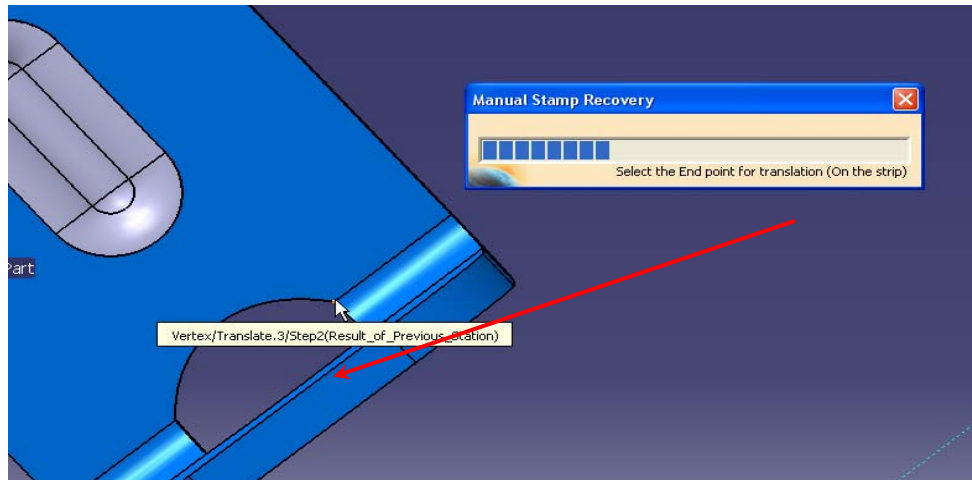 Manual Stamp Recovery
Select the End point for translation (On the strip)
Part
Vertex/Translate.3/Step2(Result_of_Previous_Station)